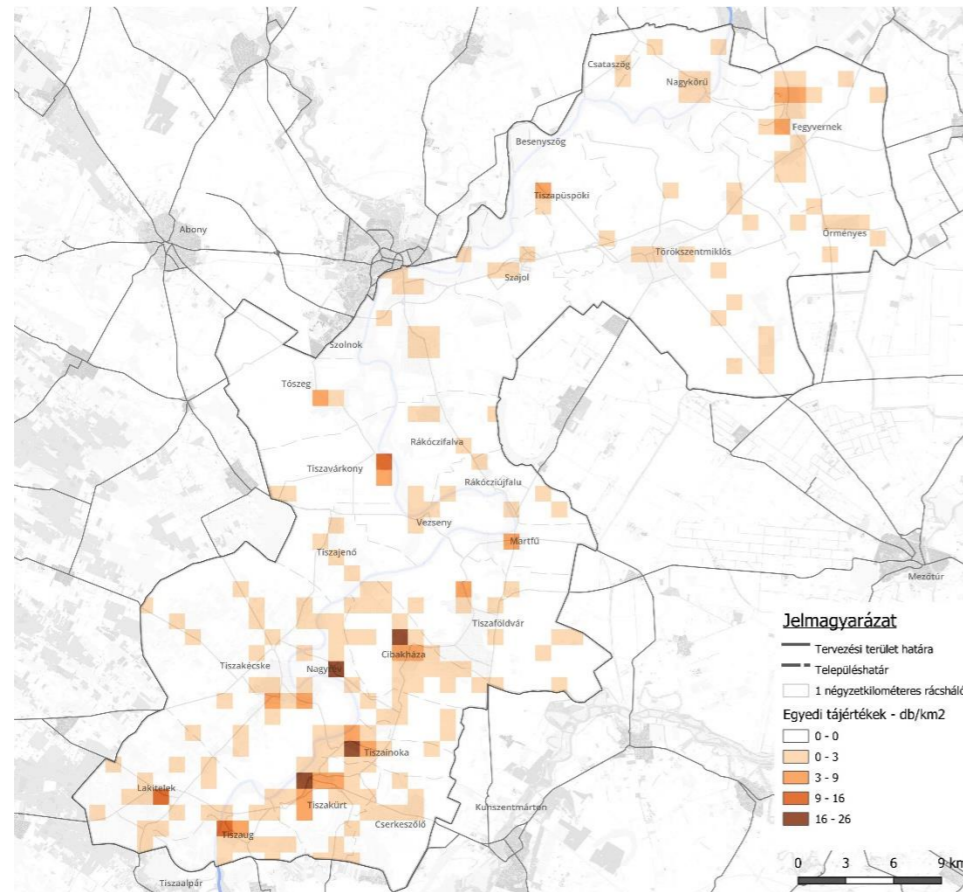 Csataszög
Nagykörű
Fegyvernek
Besenyszög
Tiszapüspöki
Abony
Törökszentmiklós
Örményes
Szajol
Szolnok
Tószeg
Rákóczifalva
Tiszavárkony
Rákócziújfalu
Vezseny
Martfű
Tiszajenő
Mezőtúr
Tiszaföldvár
Cibakháza
Tiszakécske
Nagyrév
Tiszainoka
Lakitelek
Tiszakürt
Kunszentmárton
Cserkeszőlő
Tiszaug
Tiszaalpár
Jelmagyarázat
Tervezési terület határa
Településhatár
1 négyzetkilométeres rácsháló
Egyedi tájértékek - db/km2
0 - 0
0 - 3
3 - 9
9 - 16
16 - 26
0 3 6 9 km